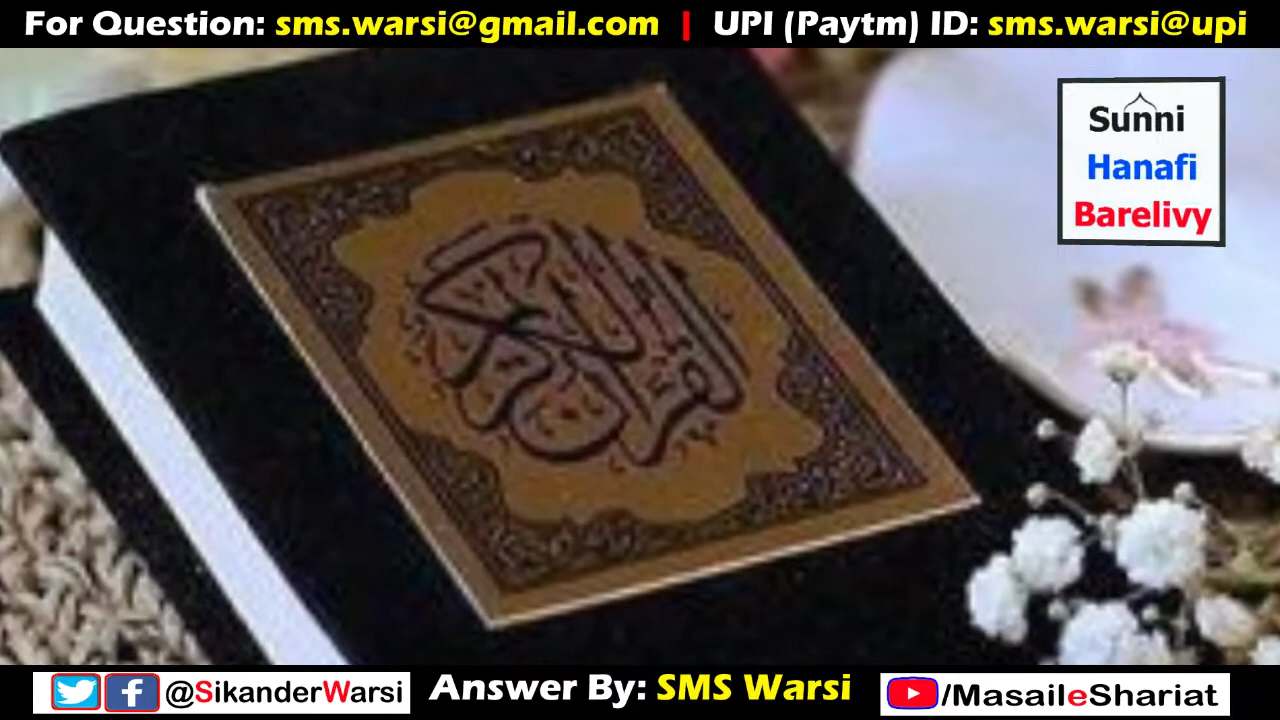 For Question: sms.warsi@gmail.com | UPI (Paytm) ID: sms.warsi@upi
Sunni
Hanafi
Barelivy
القرآن الكريم
@SikanderWarsi Answer By: SMS Warsi /MasaileShariat